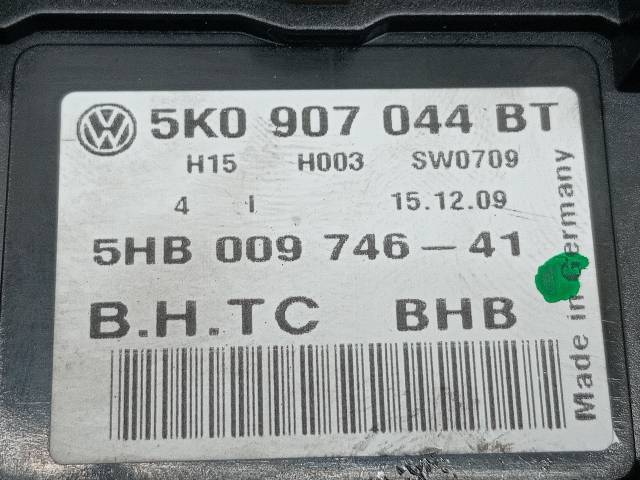 5K0 907 044 BT
H15 H003 SW0709
4 I 15.12.09
5HB 009 746-41
B.H.TC BHB
Made in Germany